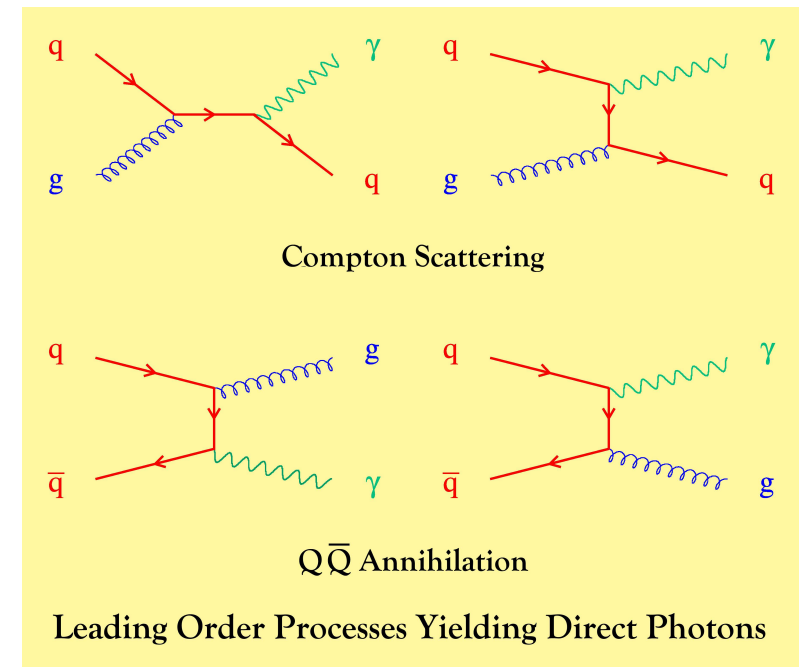 q γ q γ
g q g q
Compton Scattering
q g q γ
q̅ γ q̅ g
QQ̅ Annihilation
Leading Order Processes Yielding Direct Photons